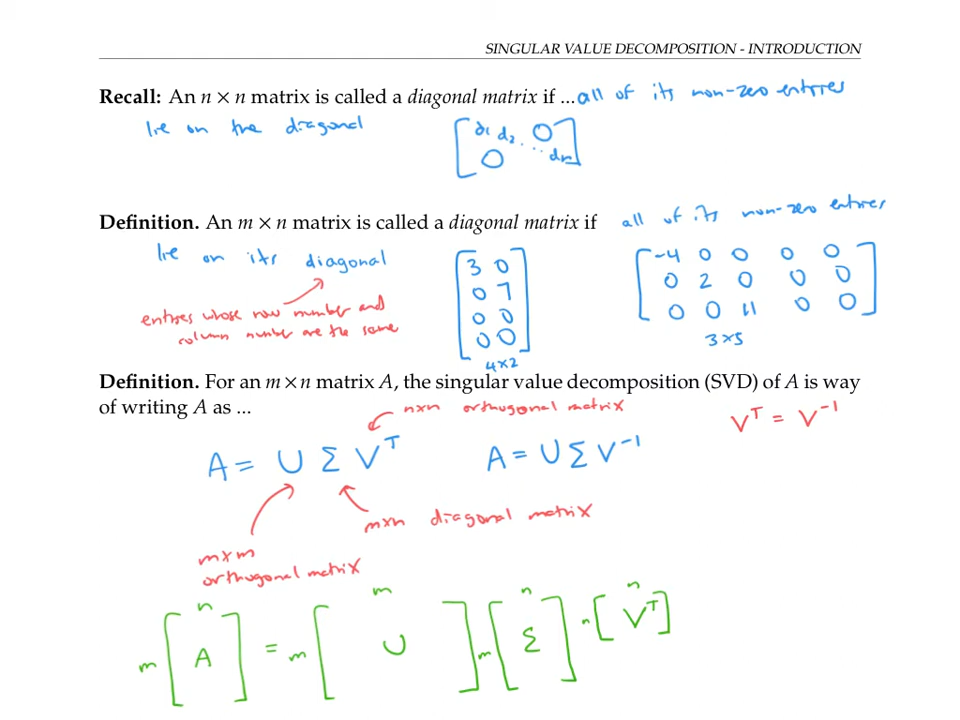 SINGULAR VALUE DECOMPOSITION - INTRODUCTION
Recall: An n × n matrix is called a diagonal matrix if ... all of its non-zero entries
lie on the diagonal
d1 d2 0
0 ... dn
Definition. An m × n matrix is called a diagonal matrix if all of its non-zero entries
lie on its diagonal
entries whose row number and
column number are the same
3 0
0 7
0 0
0 0
4×2
-4 0 0 0 0
0 2 0 0 0
0 0 11 0 0
3×5
Definition. For an m × n matrix A, the singular value decomposition (SVD) of A is way
of writing A as ...
n×n orthogonal matrix
V^T = V^-1
A = U Σ V^T
A = U Σ V^-1
m×n diagonal matrix
m×m
orthogonal matrix
n m n n
m [A] = m [U] m [Σ] n [V^T]